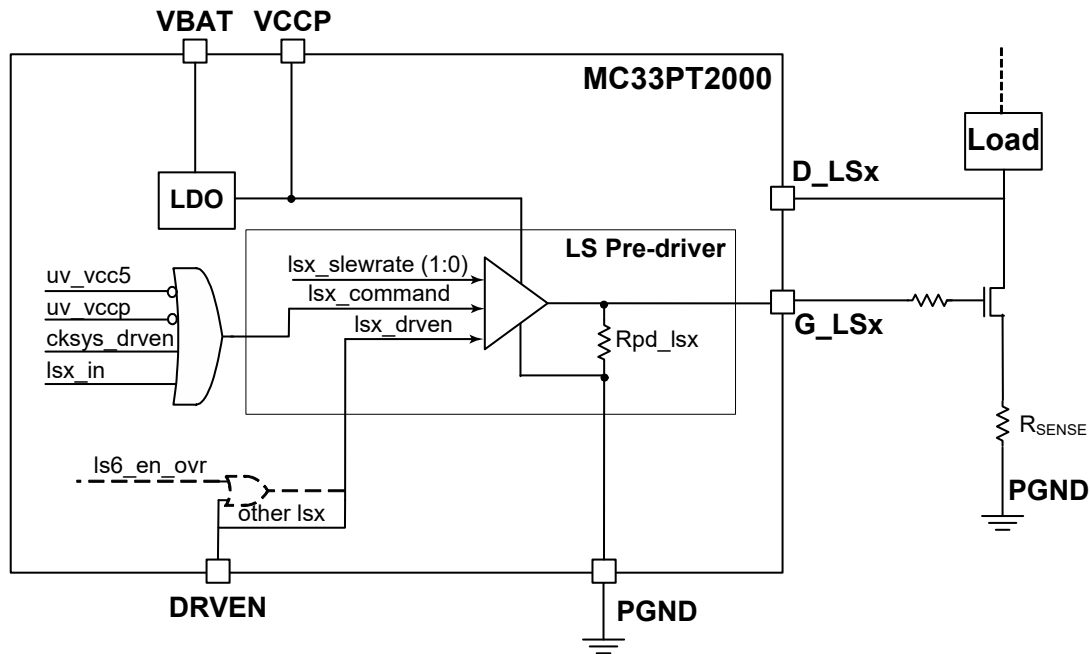 VBAT VCCP
MC33PT2000
Load
D_LSx
LDO
LS Pre-driver
uv_vcc5
lsx_slewrate (1:0)
uv_vccp
lsx_command
cksys_drven
lsx_drven
G_LSx
lsx_in
Rpd_lsx
RSENSE
ls6_en_ovr
PGND
other lsx
DRVEN
PGND